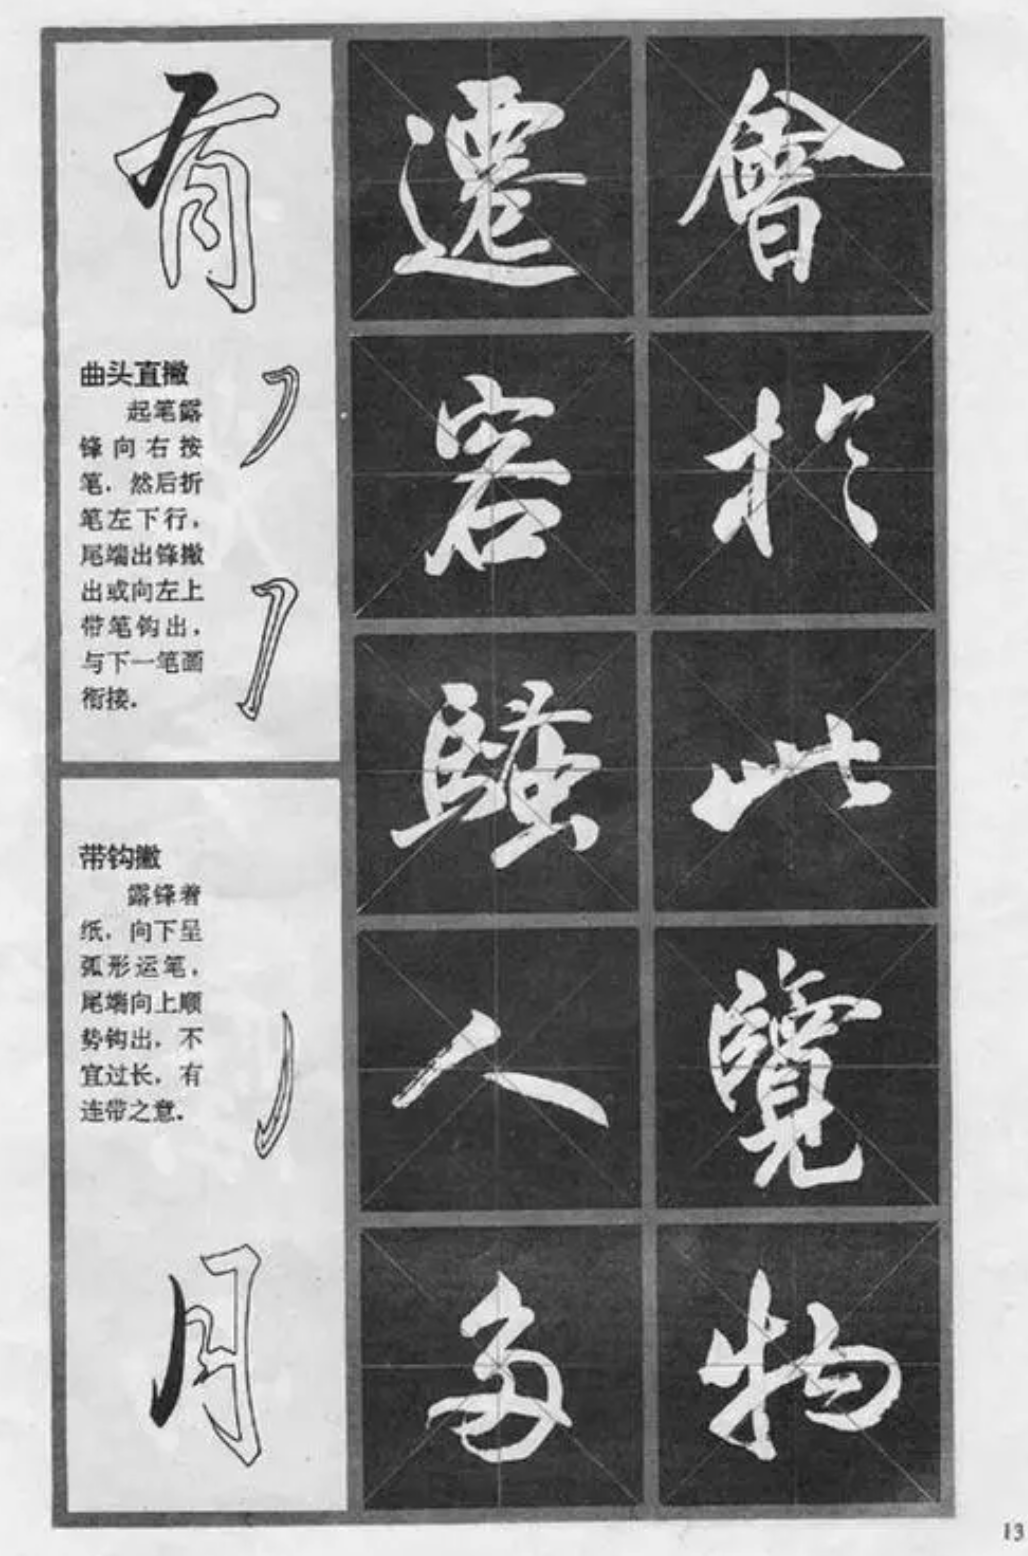 會
於
此
覽
物
遷
客
騷
人
多
有
曲头直撇
起笔露
锋向右按
笔，然后折
笔左下行，
尾端出锋撇
出或向左上
带笔钩出，
与下一笔画
衔接。
带钩撇
露锋着
纸，向下呈
弧形运笔，
尾端向上顺
势钩出，不
宜过长，有
连带之意。
月
13